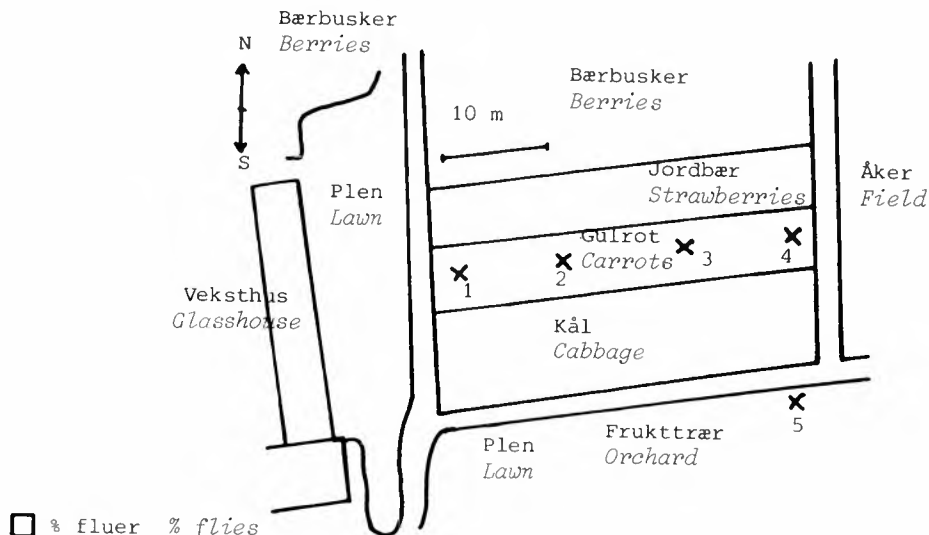 Bærbusker
Berries
N
S
Bærbusker
Berries
10 m
Plen
Lawn
Jordbær
Strawberries
Åker
Field
Gulrot
Carrots
1
2
3
4
Veksthus
Glasshouse
Kål
Cabbage
5
Plen
Lawn
Frukttrær
Orchard
% fluer % flies